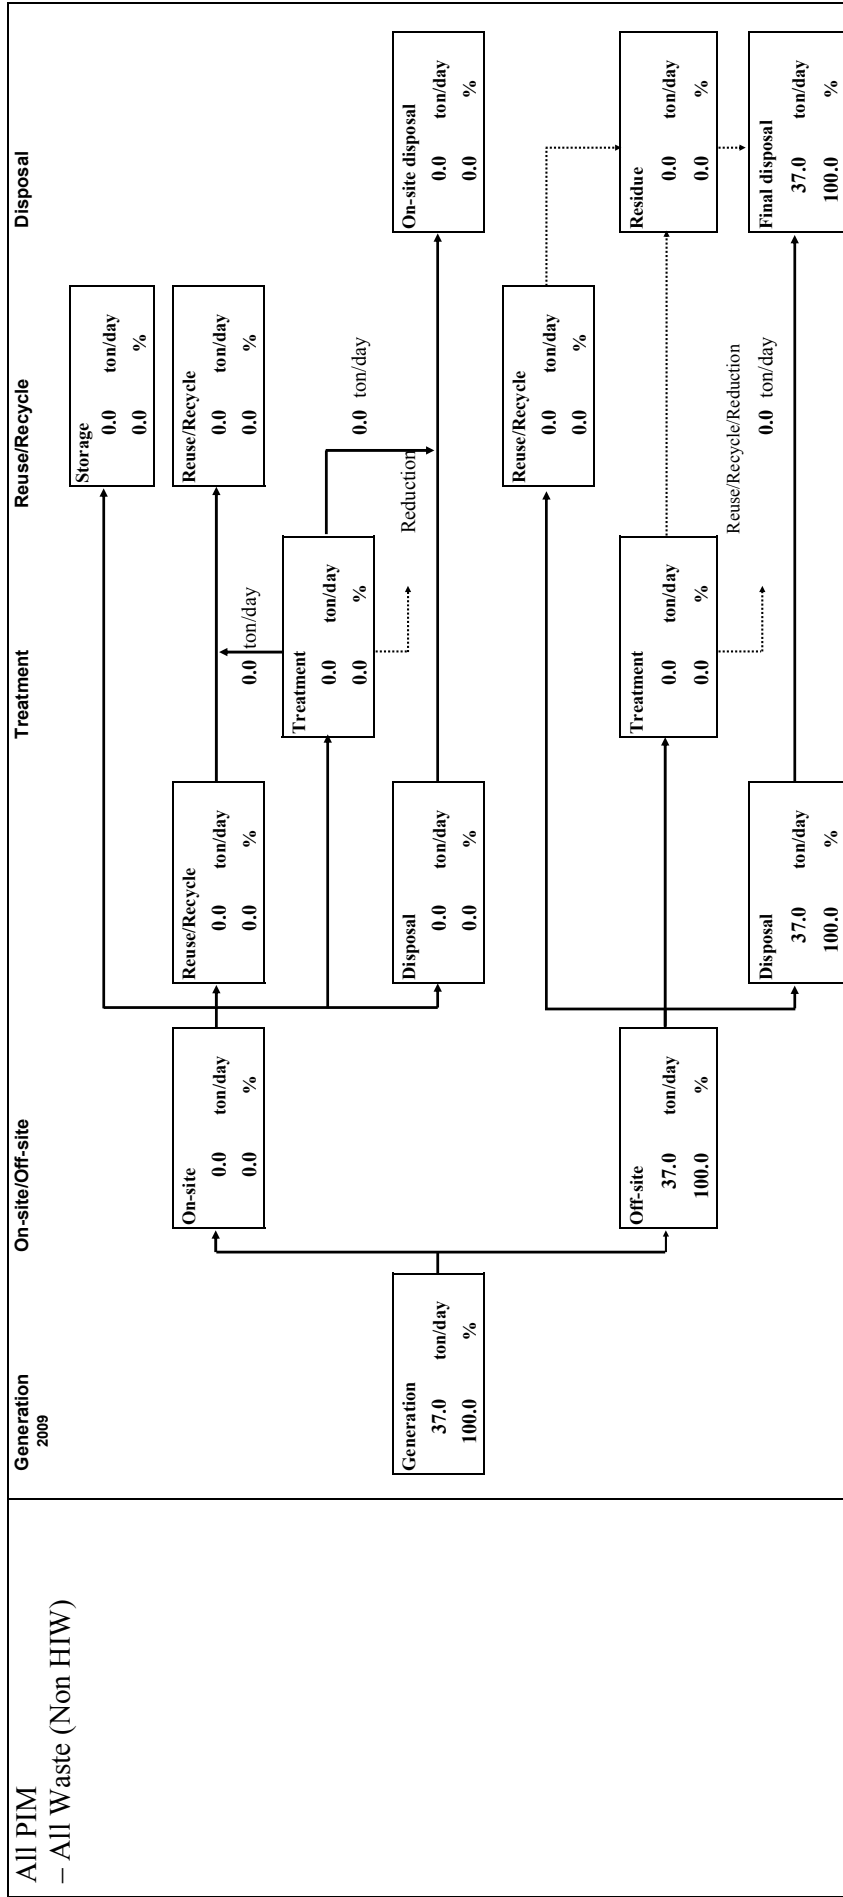 All PIM
– All Waste (Non HIW)
Generation
2009
On-site/Off-site
Treatment
Reuse/Recycle
Disposal
Generation
37.0 ton/day
100.0 %
On-site
0.0 ton/day
0.0 %
Off-site
37.0 ton/day
100.0 %
Reuse/Recycle
0.0 ton/day
0.0 %
Disposal
0.0 ton/day
0.0 %
Disposal
37.0 ton/day
100.0 %
0.0 ton/day
Treatment
0.0 ton/day
0.0 %
Treatment
0.0 ton/day
0.0 %
Storage
0.0 ton/day
0.0 %
Reuse/Recycle
0.0 ton/day
0.0 %
0.0 ton/day
Reduction
Reuse/Recycle
0.0 ton/day
0.0 %
Reuse/Recycle/Reduction
0.0 ton/day
On-site disposal
0.0 ton/day
0.0 %
Residue
0.0 ton/day
0.0 %
Final disposal
37.0 ton/day
100.0 %